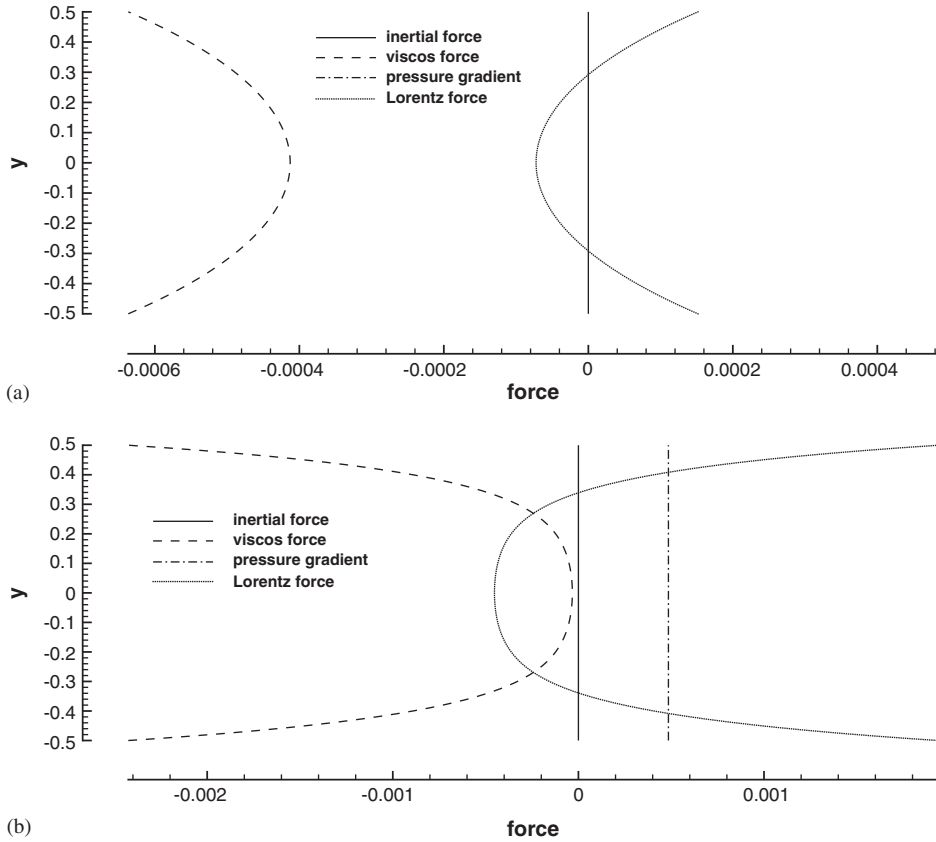 0.5
0.4
0.3
0.2
0.1
0
-0.1
-0.2
-0.3
-0.4
-0.5
y
inertial force
viscos force
pressure gradient
Lorentz force
-0.0006
-0.0004
-0.0002
0
0.0002
0.0004
force
(a)
0.5
0.4
0.3
0.2
0.1
0
-0.1
-0.2
-0.3
-0.4
-0.5
y
inertial force
viscos force
pressure gradient
Lorentz force
-0.002
-0.001
0
0.001
force
(b)